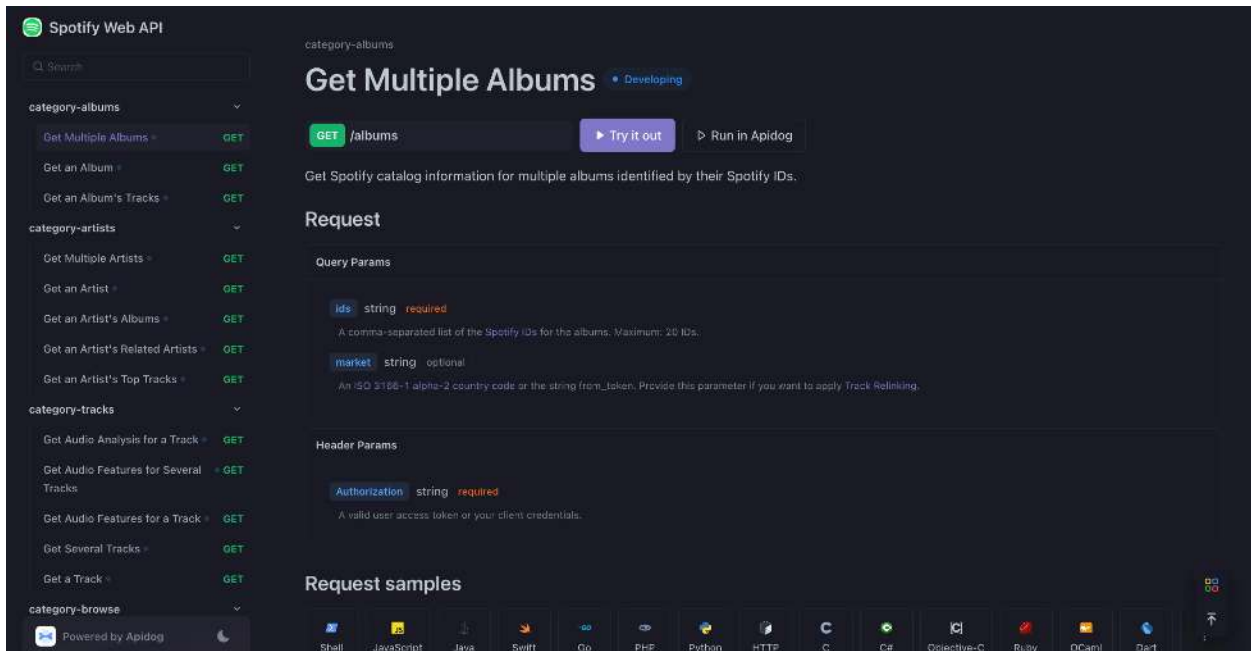 Spotify Web API
Search
category-albums
Get Multiple Albums GET
Get an Album GET
Get an Album's Tracks GET
category-artists
Get Multiple Artists GET
Get an Artist GET
Get an Artist's Albums GET
Get an Artist's Related Artists GET
Get an Artist's Top Tracks GET
category-tracks
Get Audio Analysis for a Track GET
Get Audio Features for Several GET
Tracks
Get Audio Features for a Track GET
Get Several Tracks GET
Get a Track GET
category-browse
Powered by Apidog
category-albums
Get Multiple Albums Developing
GET /albums Try it out Run in Apidog
Get Spotify catalog information for multiple albums identified by their Spotify IDs.
Request
Query Params
ids string required
A comma-separated list of the Spotify IDs for the albums. Maximum: 20 IDs.
market string optional
An ISO 3166-1 alpha-2 country code or the string from_token. Provide this parameter if you want to apply Track Relinking.
Header Params
Authorization string required
A valid user access token or your client credentials.
Request samples
Shell JavaScript Java Swift Go PHP Python HTTP C C# Objective-C Ruby OCaml Dart